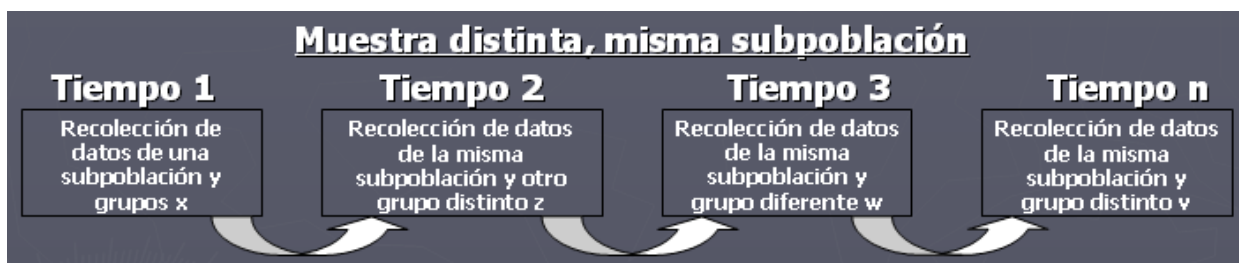 Muestra distinta, misma subpoblación
Tiempo 1
Recolección de
datos de una
subpoblación y
grupos x
Tiempo 2
Recolección de datos
de la misma
subpoblación y otro
grupo distinto z
Tiempo 3
Recolección de datos
de la misma
subpoblación y
grupo diferente w
Tiempo n
Recolección de datos
de la misma
subpoblación y
grupo distinto v